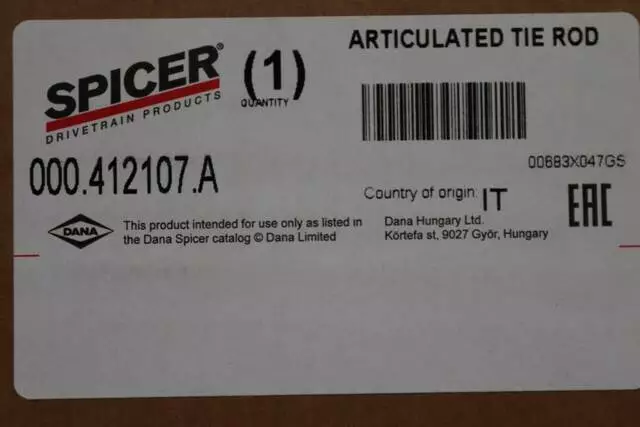 ARTICULATED TIE ROD
SPICER®
DRIVETRAIN PRODUCTS
(1)
QUANTITY
00683X047GS
000.412107.A
Country of origin: IT
EAC
DANA
This product intended for use only as listed in
the Dana Spicer catalog © Dana Limited
Dana Hungary Ltd.
Körtefa st, 9027 Győr, Hungary